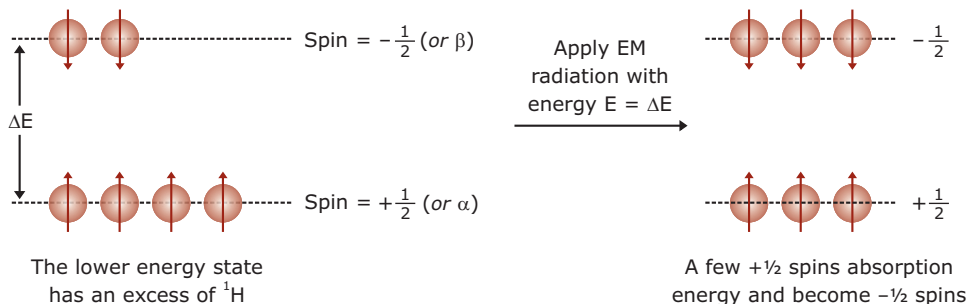 Spin = −1/2 (or β)
ΔE
Spin = +1/2 (or α)
The lower energy state
has an excess of ¹H
Apply EM
radiation with
energy E = ΔE
−1/2
+1/2
A few +½ spins absorption
energy and become −½ spins